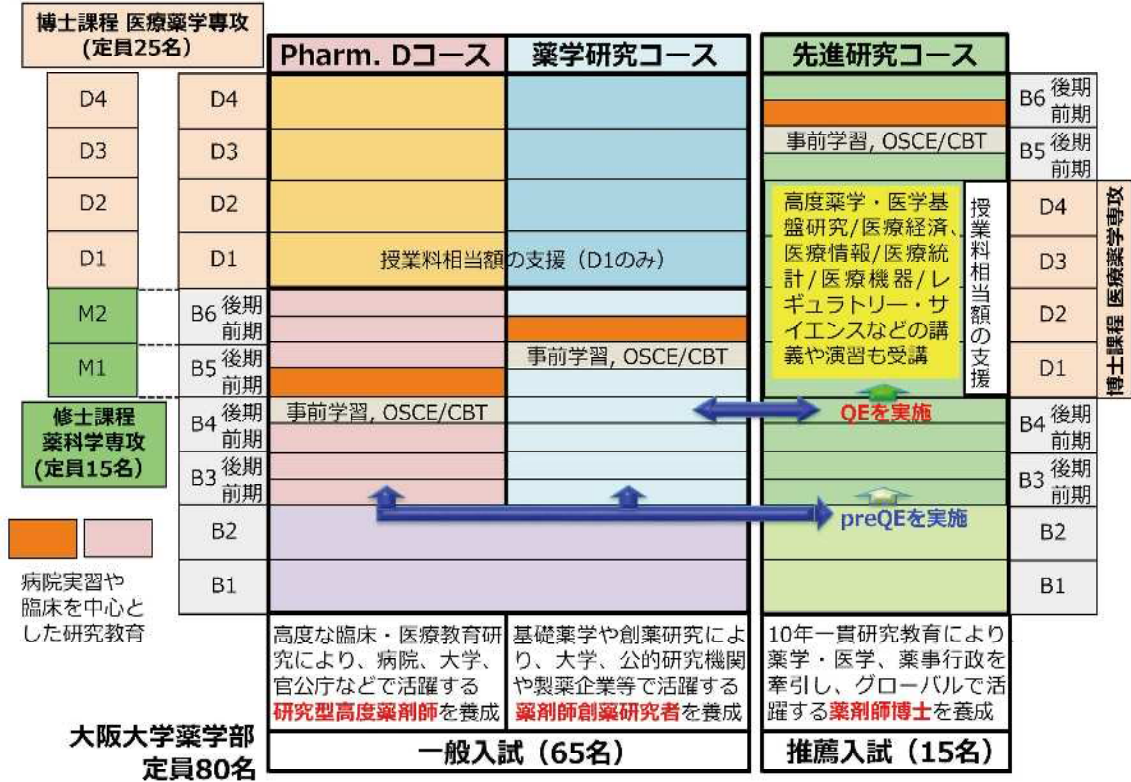 博士課程 医療薬学専攻
(定員25名)
Pharm. Dコース
薬学研究コース
先進研究コース
D4
D3
D2
D1
M2
M1
修士課程
薬科学専攻
(定員15名)
D4
D3
D2
D1
B6 後期
前期
B5 後期
前期
B4 後期
前期
B3 後期
前期
B2
B1
授業料相当額の支援（D1のみ）
事前学習, OSCE/CBT
事前学習, OSCE/CBT
事前学習, OSCE/CBT
高度薬学・医学基
盤研究/医療経済、
医療情報/医療統
計/医療機器/レ
ギュラトリー・サ
イエンスなどの講
義や演習も受講
授業料相当額の支援
QEを実施
preQEを実施
B6 後期
前期
B5 後期
前期
D4
D3
D2
D1
B4 後期
前期
B3 後期
前期
B2
B1
博士課程 医療薬学専攻
病院実習や
臨床を中心と
した研究教育
高度な臨床・医療教育研
究により、病院、大学、
官公庁などで活躍する
研究型高度薬剤師を養成
基礎薬学や創薬研究によ
り、大学、公的研究機関
や製薬企業等で活躍する
薬剤師創薬研究者を養成
10年一貫研究教育により
薬学・医学、薬事行政を
牽引し、グローバルで活
躍する薬剤師博士を養成
大阪大学薬学部
定員80名
一般入試（65名）
推薦入試（15名）